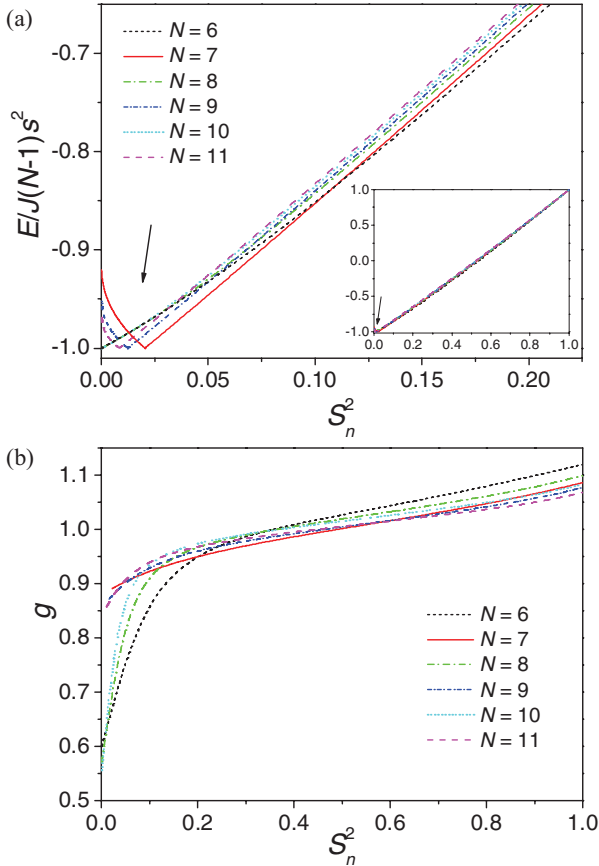 (a)
N = 6
N = 7
N = 8
N = 9
N = 10
N = 11
E/J(N-1)s²
-0.7
-0.8
-0.9
-1.0
0.00 0.05 0.10 0.15 0.20
Sₙ²
1.0
0.5
0.0
-0.5
-1.0
0.0 0.2 0.4 0.6 0.8 1.0
(b)
g
1.1
1.0
0.9
0.8
0.7
0.6
0.5
N = 6
N = 7
N = 8
N = 9
N = 10
N = 11
0.0 0.2 0.4 0.6 0.8 1.0
Sₙ²